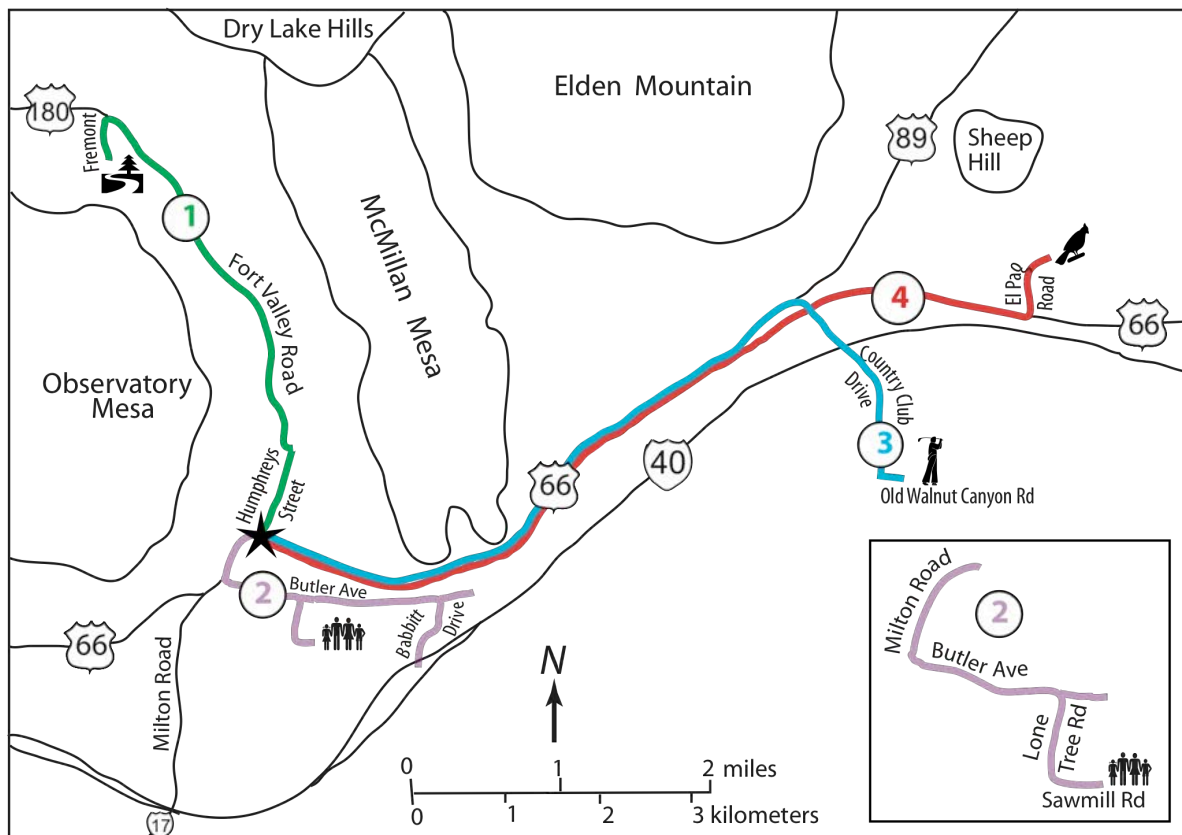 Dry Lake Hills
Elden Mountain
180
Fremont
89
Sheep
Hill
1
McMillan
Mesa
Fort Valley Road
El Pao
Road
4
66
Observatory
Mesa
Country Club
Drive
3
Old Walnut Canyon Rd
40
66
Humphreys
Street
2
Butler Ave
Babbitt
Drive
66
Milton Road
17
N
0 1 2 miles
0 1 2 3 kilometers
Milton Road
2
Butler Ave
Lone
Tree Rd
Sawmill Rd